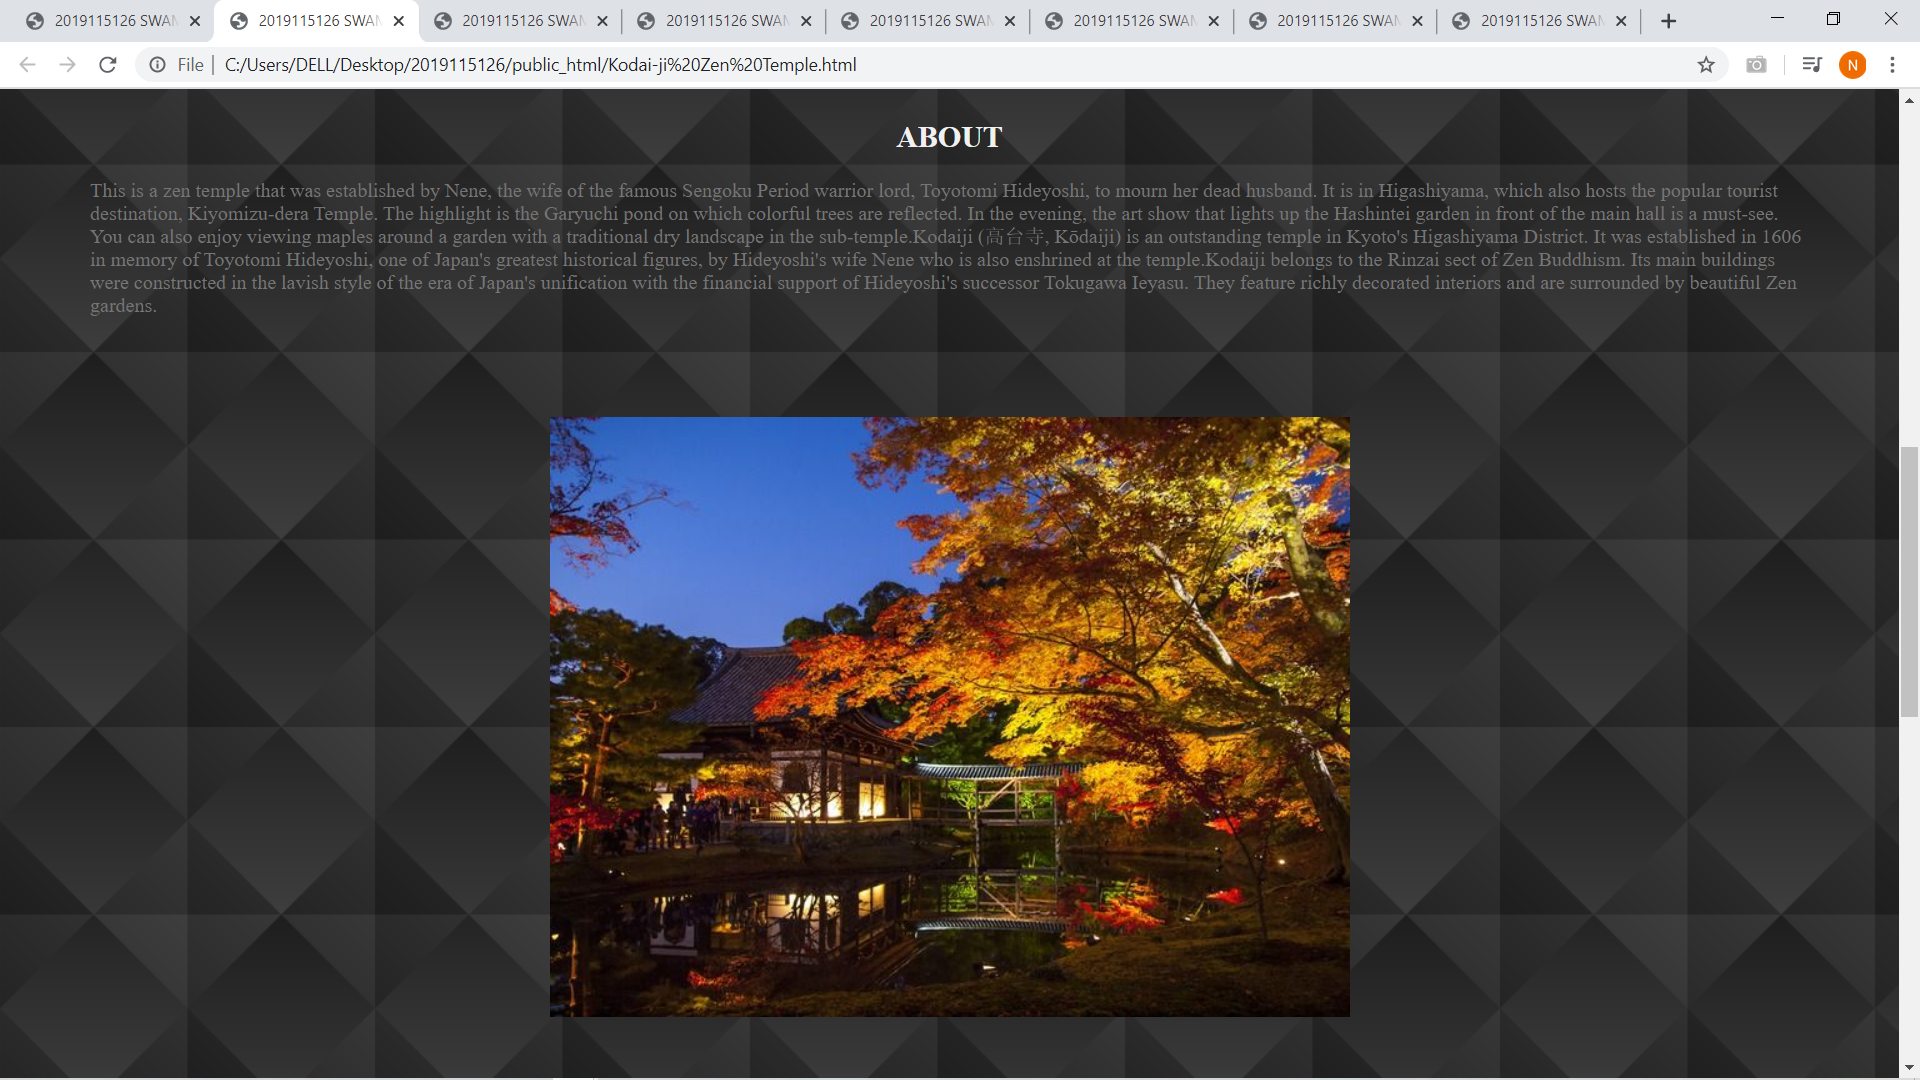 2019115126 SWAM
2019115126 SWAM
2019115126 SWAM
2019115126 SWAM
2019115126 SWAM
2019115126 SWAM
2019115126 SWAM
2019115126 SWAM
File | C:/Users/DELL/Desktop/2019115126/public_html/Kodai-ji%20Zen%20Temple.html
N
ABOUT
This is a zen temple that was established by Nene, the wife of the famous Sengoku Period warrior lord, Toyotomi Hideyoshi, to mourn her dead husband. It is in Higashiyama, which also hosts the popular tourist
destination, Kiyomizu-dera Temple. The highlight is the Garyuchi pond on which colorful trees are reflected. In the evening, the art show that lights up the Hashintei garden in front of the main hall is a must-see.
You can also enjoy viewing maples around a garden with a traditional dry landscape in the sub-temple.Kodaiji (高台寺, Kōdaiji) is an outstanding temple in Kyoto's Higashiyama District. It was established in 1606
in memory of Toyotomi Hideyoshi, one of Japan's greatest historical figures, by Hideyoshi's wife Nene who is also enshrined at the temple.Kodaiji belongs to the Rinzai sect of Zen Buddhism. Its main buildings
were constructed in the lavish style of the era of Japan's unification with the financial support of Hideyoshi's successor Tokugawa Ieyasu. They feature richly decorated interiors and are surrounded by beautiful Zen
gardens.